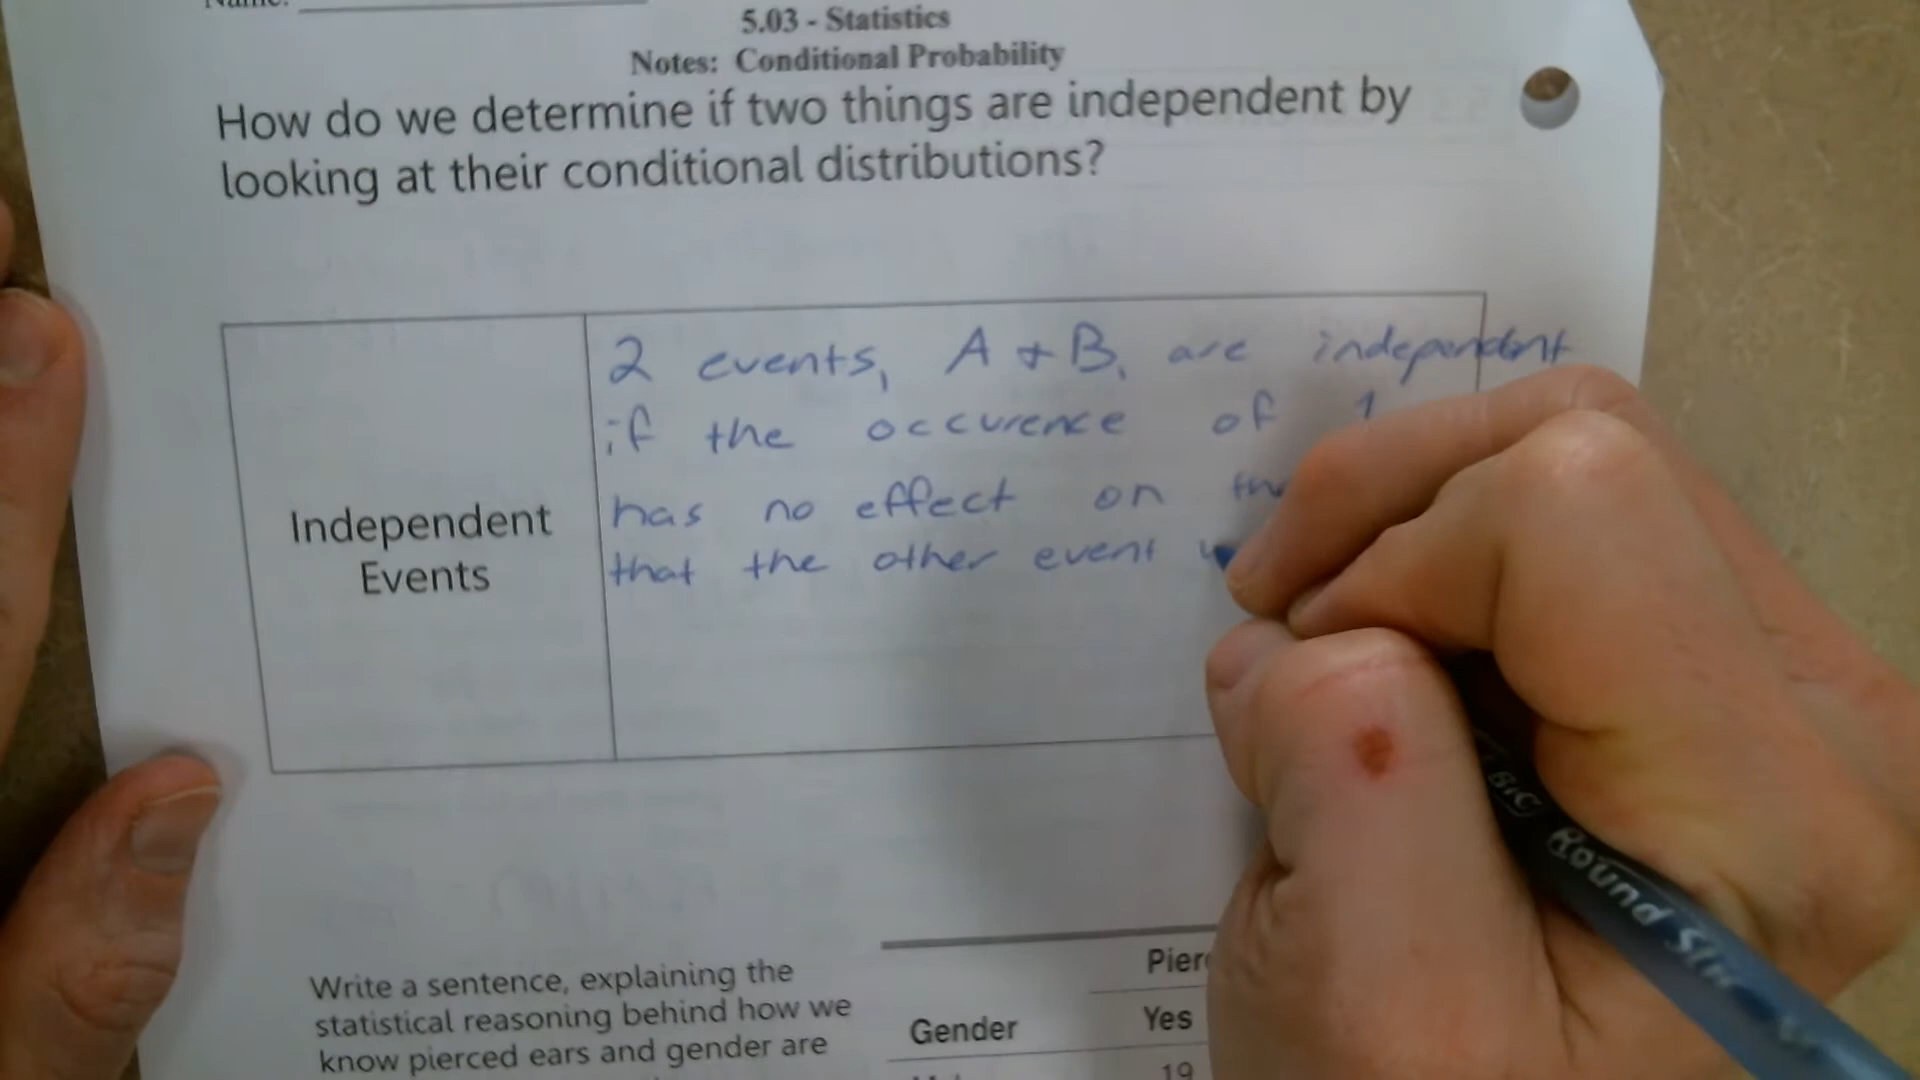 Name:
5.03 - Statistics
Notes: Conditional Probability
How do we determine if two things are independent by
looking at their conditional distributions?
Independent
Events
2 events, A + B, are independent
if the occurence of 1
has no effect on
that the other event
Write a sentence, explaining the
statistical reasoning behind how we
know pierced ears and gender are
Gender
Yes
19
BIC Round Stic